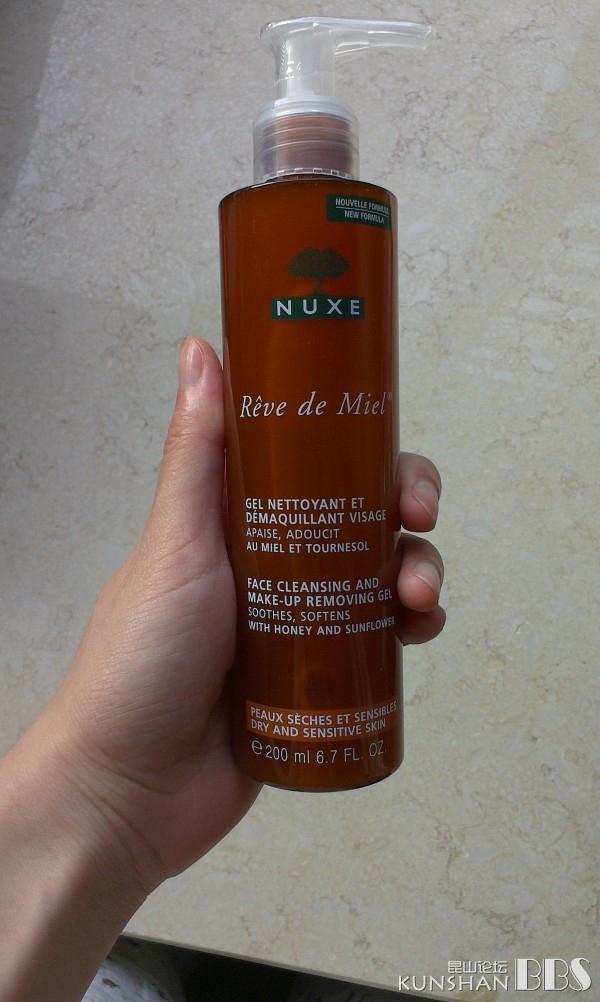 NOUVELLE FORMULE
NEW FORMULA
NUXE
Rêve de Miel®
GEL NETTOYANT ET
DÉMAQUILLANT VISAGE
APAISE, ADOUCIT
AU MIEL ET TOURNESOL
FACE CLEANSING AND
MAKE-UP REMOVING GEL
SOOTHES, SOFTENS
WITH HONEY AND SUNFLOWER
PEAUX SÈCHES ET SENSIBLES
DRY AND SENSITIVE SKIN
℮ 200 ml 6.7 FL. OZ.
昆山论坛
KUNSHAN BBS